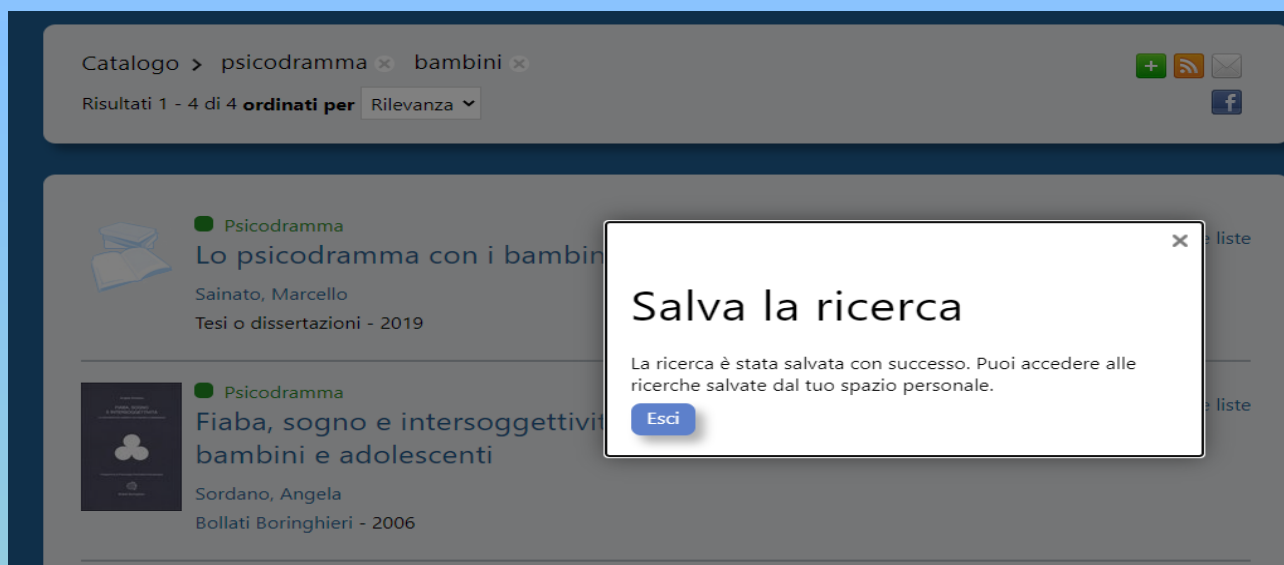 Catalogo > psicodramma × bambini ×
Risultati 1 - 4 di 4 ordinati per Rilevanza
Psicodramma
Lo psicodramma con i bambin
liste
Sainato, Marcello
Tesi o dissertazioni - 2019
Salva la ricerca
La ricerca è stata salvata con successo. Puoi accedere alle
ricerche salvate dal tuo spazio personale.
Esci
Psicodramma
Fiaba, sogno e intersoggettivit
liste
bambini e adolescenti
Sordano, Angela
Bollati Boringhieri - 2006